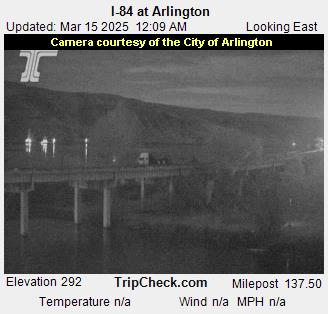 I-84 at Arlington
Updated: Mar 15 2025 12:09 AM Looking East
Camera courtesy of the City of Arlington
Elevation 292 TripCheck.com Milepost 137.50
Temperature n/a Wind n/a MPH n/a